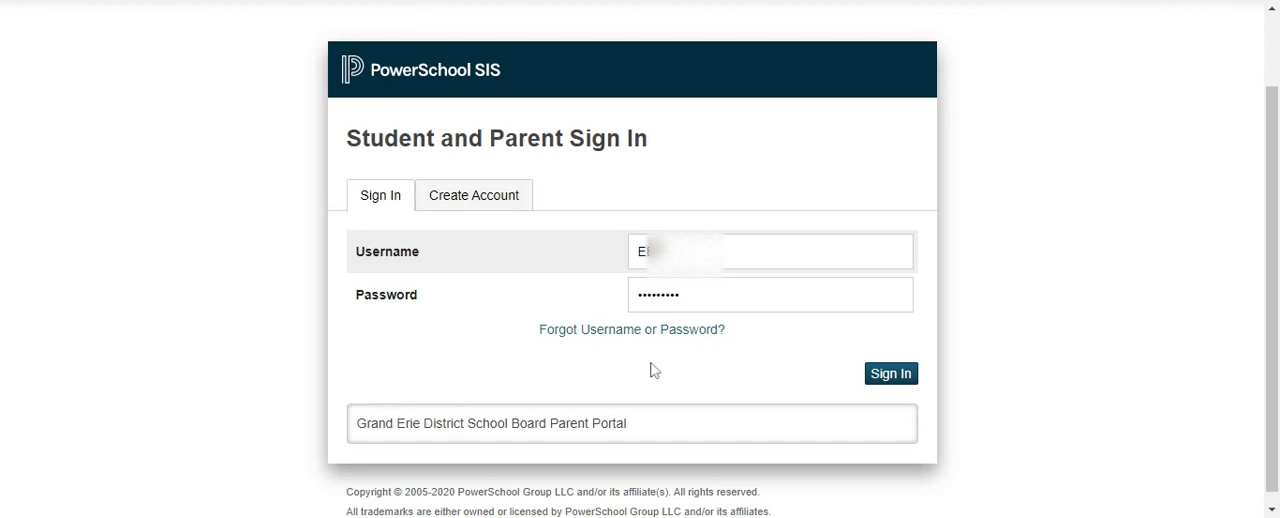 PowerSchool SIS
Student and Parent Sign In
Sign In
Create Account
Username
Password
•••••••••
Forgot Username or Password?
Sign In
Grand Erie District School Board Parent Portal
Copyright © 2005-2020 PowerSchool Group LLC and/or its affiliate(s). All rights reserved.
All trademarks are either owned or licensed by PowerSchool Group LLC and/or its affiliates.